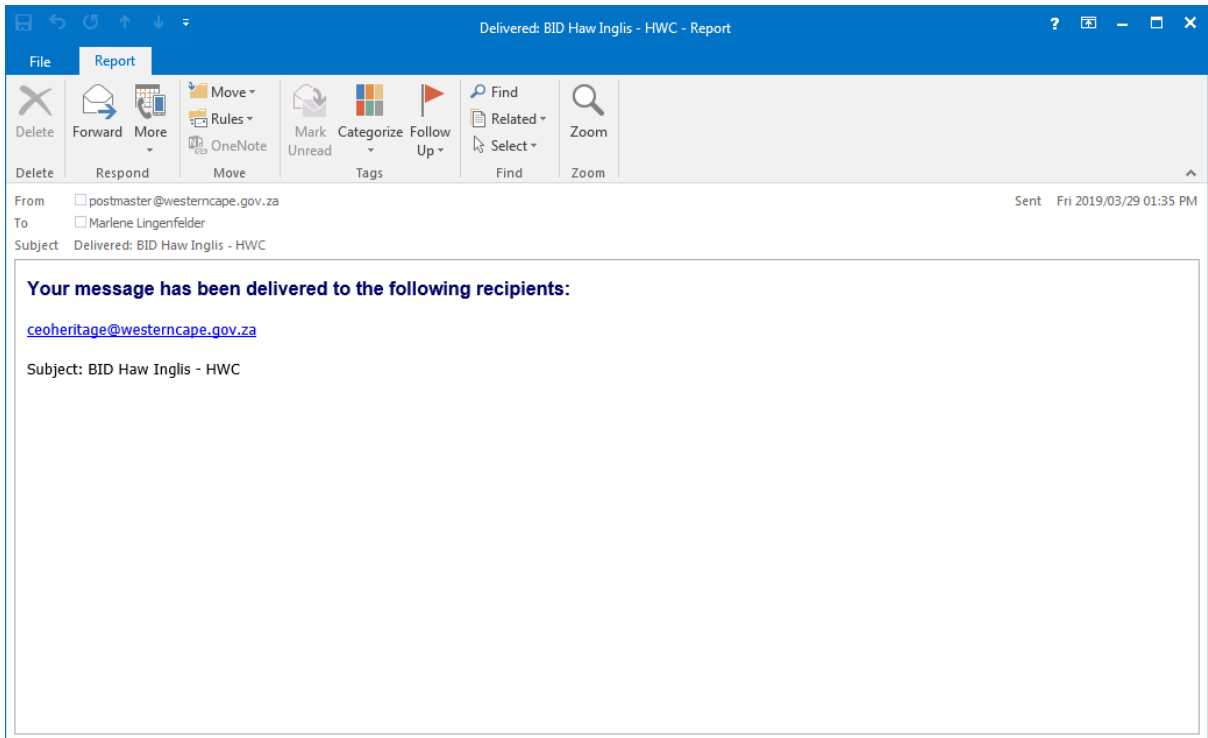 Delivered: BID Haw Inglis - HWC - Report
?
File Report
Delete
Forward
More
Move
Rules
OneNote
Mark Unread
Categorize
Follow Up
Find
Related
Select
Zoom
Delete Respond Move Tags Find Zoom
From postmaster@westerncape.gov.za Sent Fri 2019/03/29 01:35 PM
To Marlene Lingenfelder
Subject Delivered: BID Haw Inglis - HWC
Your message has been delivered to the following recipients:
ceoheritage@westerncape.gov.za
Subject: BID Haw Inglis - HWC